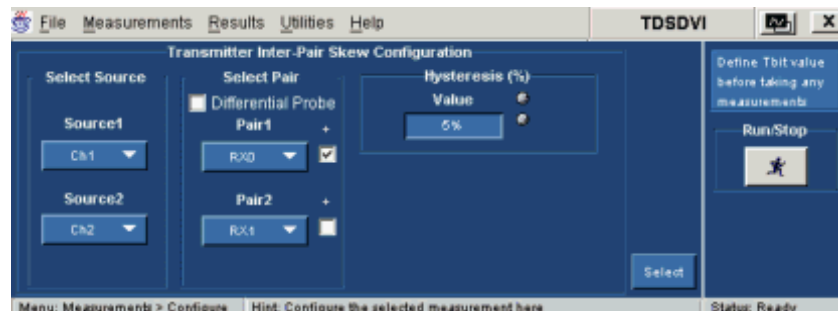 File Measurements Results Utilities Help TDSDVI X
Transmitter Inter-Pair Skew Configuration
Select Source
Source1
Ch1
Source2
Ch2
Select Pair
Differential Probe
Pair1 +
RX0
Pair2 +
RX1
Hysteresis (%)
Value
5%
Select
Define Tbit value
before taking any
measurements
Run/Stop
Menu: Measurements > Configure Hint: Configure the selected measurement here Status: Ready